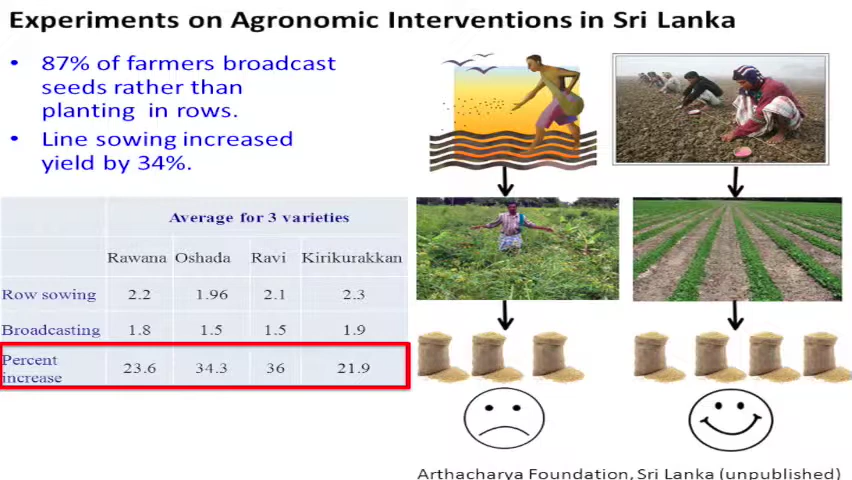 Experiments on Agronomic Interventions in Sri Lanka
• 87% of farmers broadcast
seeds rather than
planting in rows.
• Line sowing increased
yield by 34%.
Average for 3 varieties
Rawana Oshada Ravi Kirikurakkan
Row sowing 2.2 1.96 2.1 2.3
Broadcasting 1.8 1.5 1.5 1.9
Percent
increase 23.6 34.3 36 21.9
Arthacharya Foundation, Sri Lanka (unpublished)